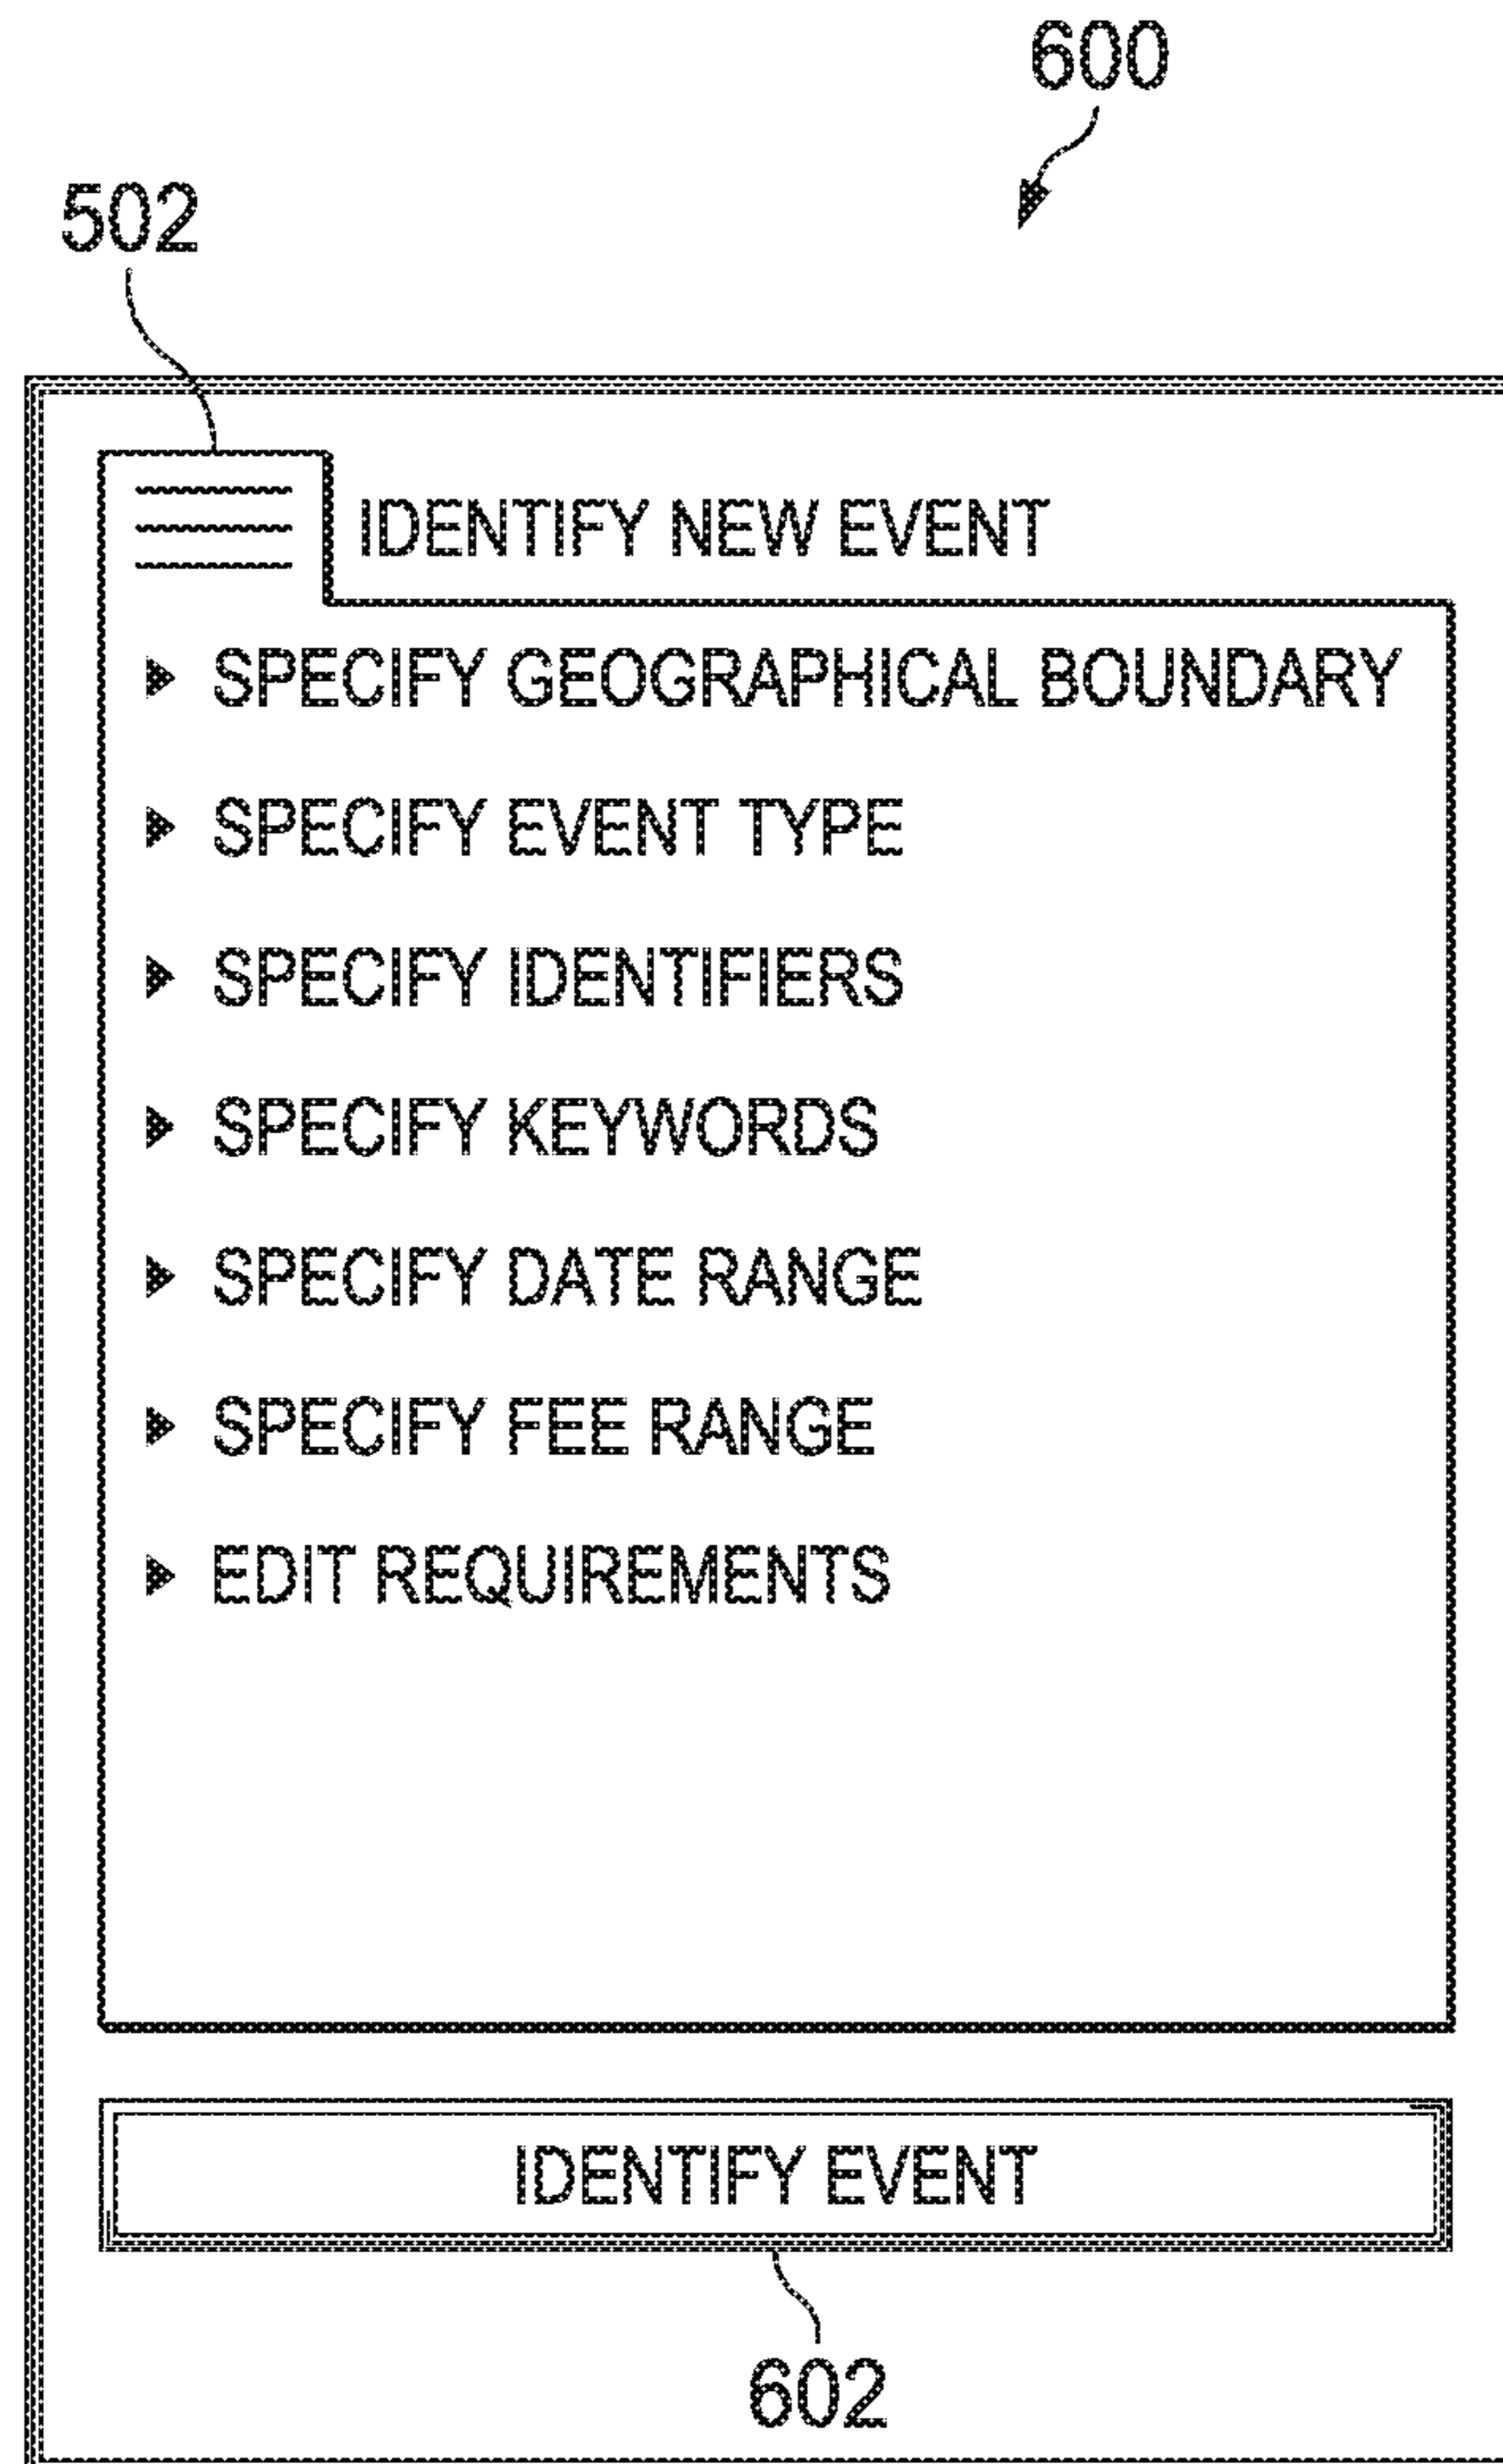 600
502
IDENTIFY NEW EVENT
SPECIFY GEOGRAPHICAL BOUNDARY
SPECIFY EVENT TYPE
SPECIFY IDENTIFIERS
SPECIFY KEYWORDS
SPECIFY DATE RANGE
SPECIFY FEE RANGE
EDIT REQUIREMENTS
IDENTIFY EVENT
602